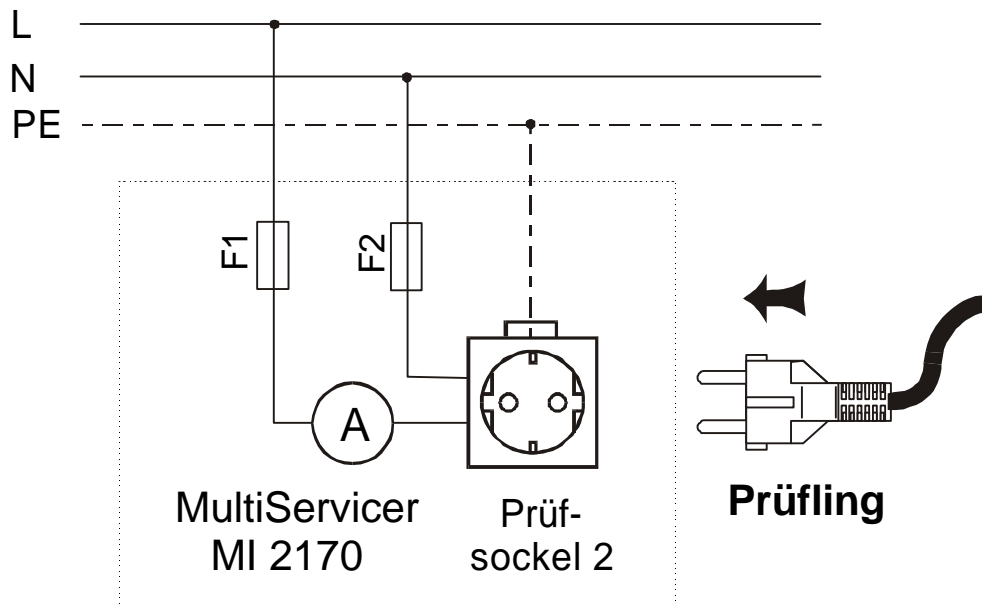 L
N
PE
F1
F2
A
MultiServicer
MI 2170
Prüf-
sockel 2
Prüfling